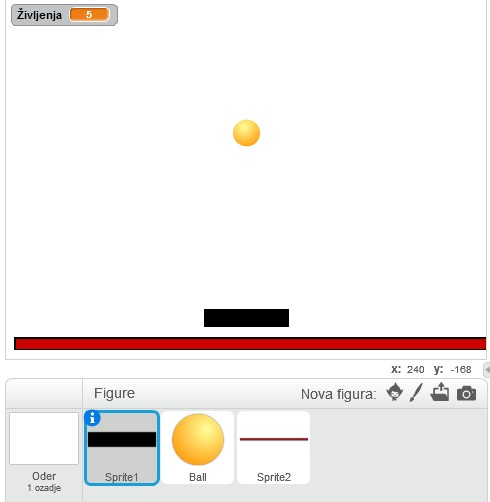 Življenja 5
x: 240 y: -168
Figure Nova figura:
i
Oder
1 ozadje
Sprite1 Ball Sprite2